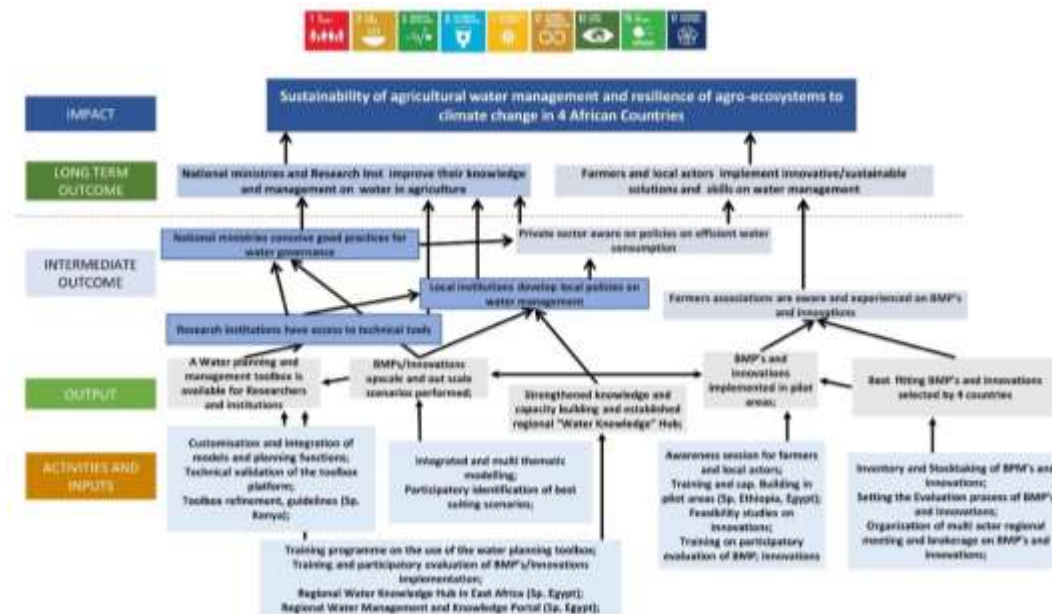 IMPACT
Sustainability of agricultural water management and resilience of agro-ecosystems to
climate change in 4 African Countries
LONG TERM
OUTCOME
National ministries and Research Inst improve their knowledge
and management on water in agriculture
Farmers and local actors implement innovative/sustainable
solutions and skills on water management
INTERMEDIATE
OUTCOME
National ministries conceive good practices for
water governance
Private sector aware on policies on efficient water
consumption
Local institutions develop local policies on
water management
Farmers associations are aware and experienced on BMP's
and innovations
Research institutions have access to technical tools
OUTPUT
A Water planning and
management toolbox is
available for Researchers
and institutions
BMPs/Innovations
upscale and out scale
scenarios performed;
Strengthened knowledge and
capacity building and established
regional "Water Knowledge" Hub;
BMP's and
innovations
implemented in pilot
areas;
Best fitting BMP's and innovations
selected by 4 countries
ACTIVITIES AND
INPUTS
Customisation and integration of
models and planning functions;
Technical validation of the toolbox
platform;
Toolbox refinement, guidelines (Sp.
Kenya);
Integrated and multi thematic
modelling;
Participatory identification of best
suiting scenarios;
Awareness session for farmers
and local actors;
Training and cap. Building in
pilot areas (Sp. Ethiopia, Egypt);
Feasibility studies on
innovations;
Training on participatory
evaluation of BMP; innovations
Inventory and Stocktaking of BPM's and
Innovations;
Setting the Evaluation process of BMP's
and innovations;
Organization of multi actor regional
meeting and brokerage on BMP's and
Innovations;
Training programme on the use of the water planning toolbox;
Training and participatory evaluation of BMP's/Innovations
Implementation;
Regional Water Knowledge Hub in East Africa (Sp. Egypt);
Regional Water Management and Knowledge Portal (Sp. Egypt);